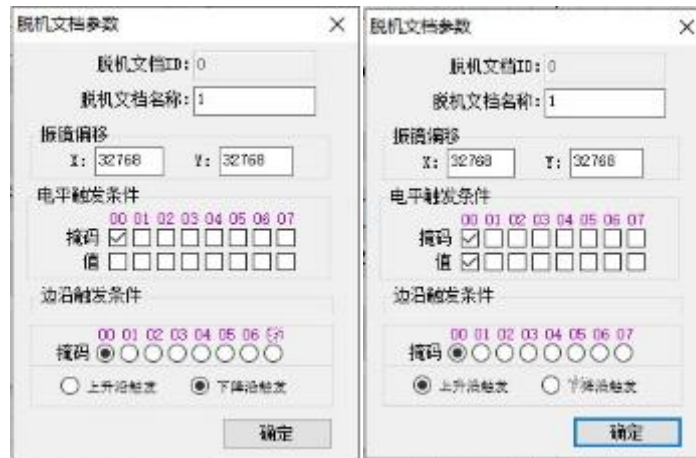 脱机文档参数
脱机文档ID: 0
脱机文档名称: 1
振镜偏移
X: 32768 Y: 32768
电平触发条件
00 01 02 03 04 05 06 07
掩码
值
边沿触发条件
00 01 02 03 04 05 06
掩码
上升沿触发 下降沿触发
确定
脱机文档参数
脱机文档ID: 0
脱机文档名称: 1
振镜偏移
X: 32768 Y: 32768
电平触发条件
00 01 02 03 04 05 06 07
掩码
值
边沿触发条件
00 01 02 03 04 05 06 07
掩码
上升沿触发 下降沿触发
确定